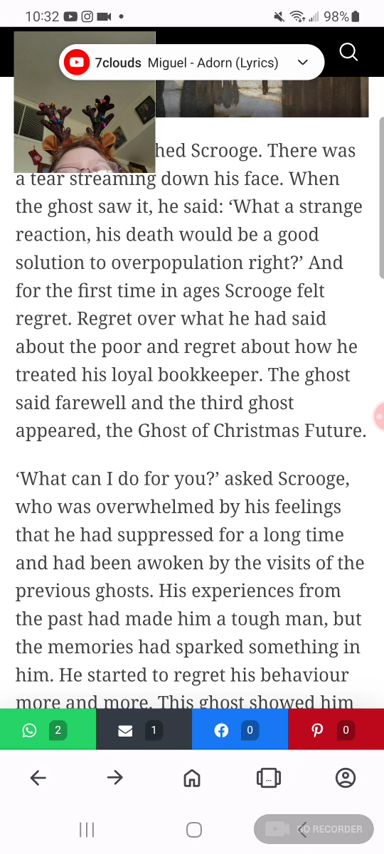 10:32
98%
7clouds Miguel - Adorn (Lyrics)
hed Scrooge. There was
a tear streaming down his face. When
the ghost saw it, he said: ‘What a strange
reaction, his death would be a good
solution to overpopulation right?’ And
for the first time in ages Scrooge felt
regret. Regret over what he had said
about the poor and regret about how he
treated his loyal bookkeeper. The ghost
said farewell and the third ghost
appeared, the Ghost of Christmas Future.
‘What can I do for you?’ asked Scrooge,
who was overwhelmed by his feelings
that he had suppressed for a long time
and had been awoken by the visits of the
previous ghosts. His experiences from
the past had made him a tough man, but
the memories had sparked something in
him. He started to regret his behaviour
more and more. This ghost showed him
2 1 0 0
RECORDER